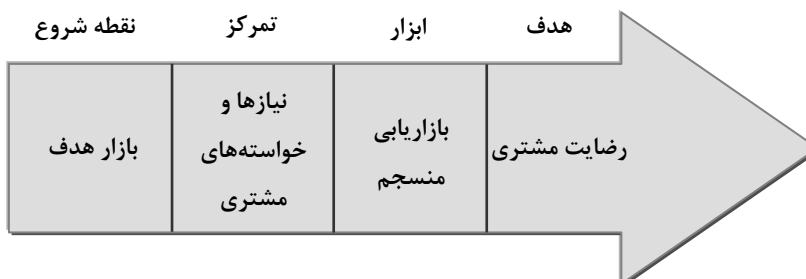 نقطه شروع
تمرکز
ابزار
هدف
بازار هدف
نیازها و
خواسته‌های
مشتری
بازاریابی
منسجم
رضایت مشتری